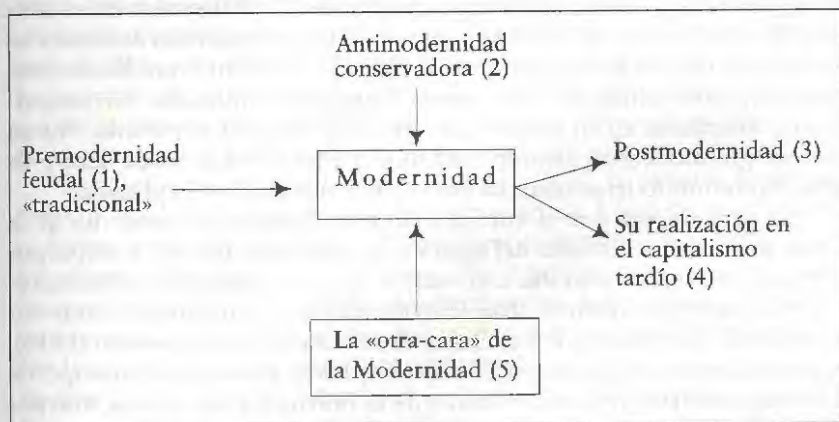 Antimodernidad
conservadora (2)
Premodernidad
feudal (1),
«tradicional»
Modernidad
Postmodernidad (3)
Su realización en
el capitalismo
tardío (4)
La «otra-cara» de
la Modernidad (5)